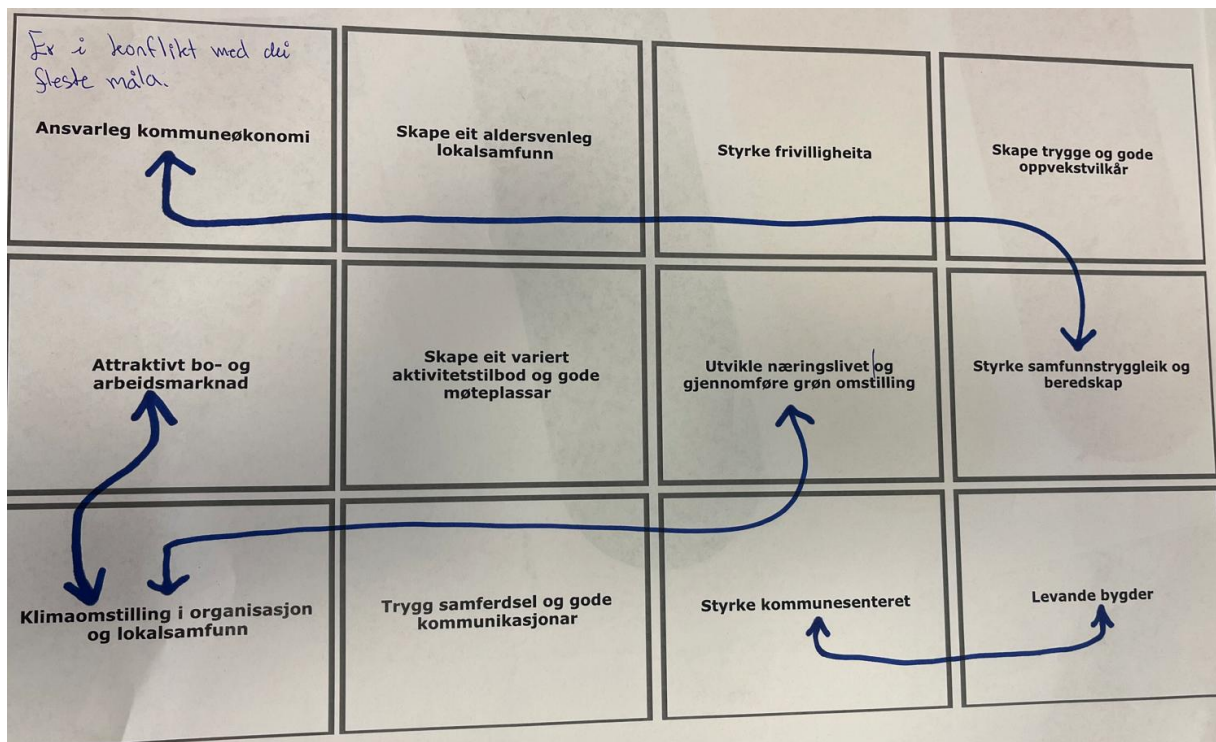 Er i konflikt med dei
fleste måla.
Ansvarleg kommuneøkonomi
Skape eit aldersvenleg
lokalsamfunn
Styrke frivilligheita
Skape trygge og gode
oppvekstvilkår
Attraktivt bo- og
arbeidsmarknad
Skape eit variert
aktivitetstilbod og gode
møteplassar
Utvikle næringslivet og
gjennomføre grøn omstilling
Styrke samfunnstryggleik og
beredskap
Klimaomstilling i organisasjon
og lokalsamfunn
Trygg samferdsel og gode
kommunikasjonar
Styrke kommunesenteret
Levande bygder